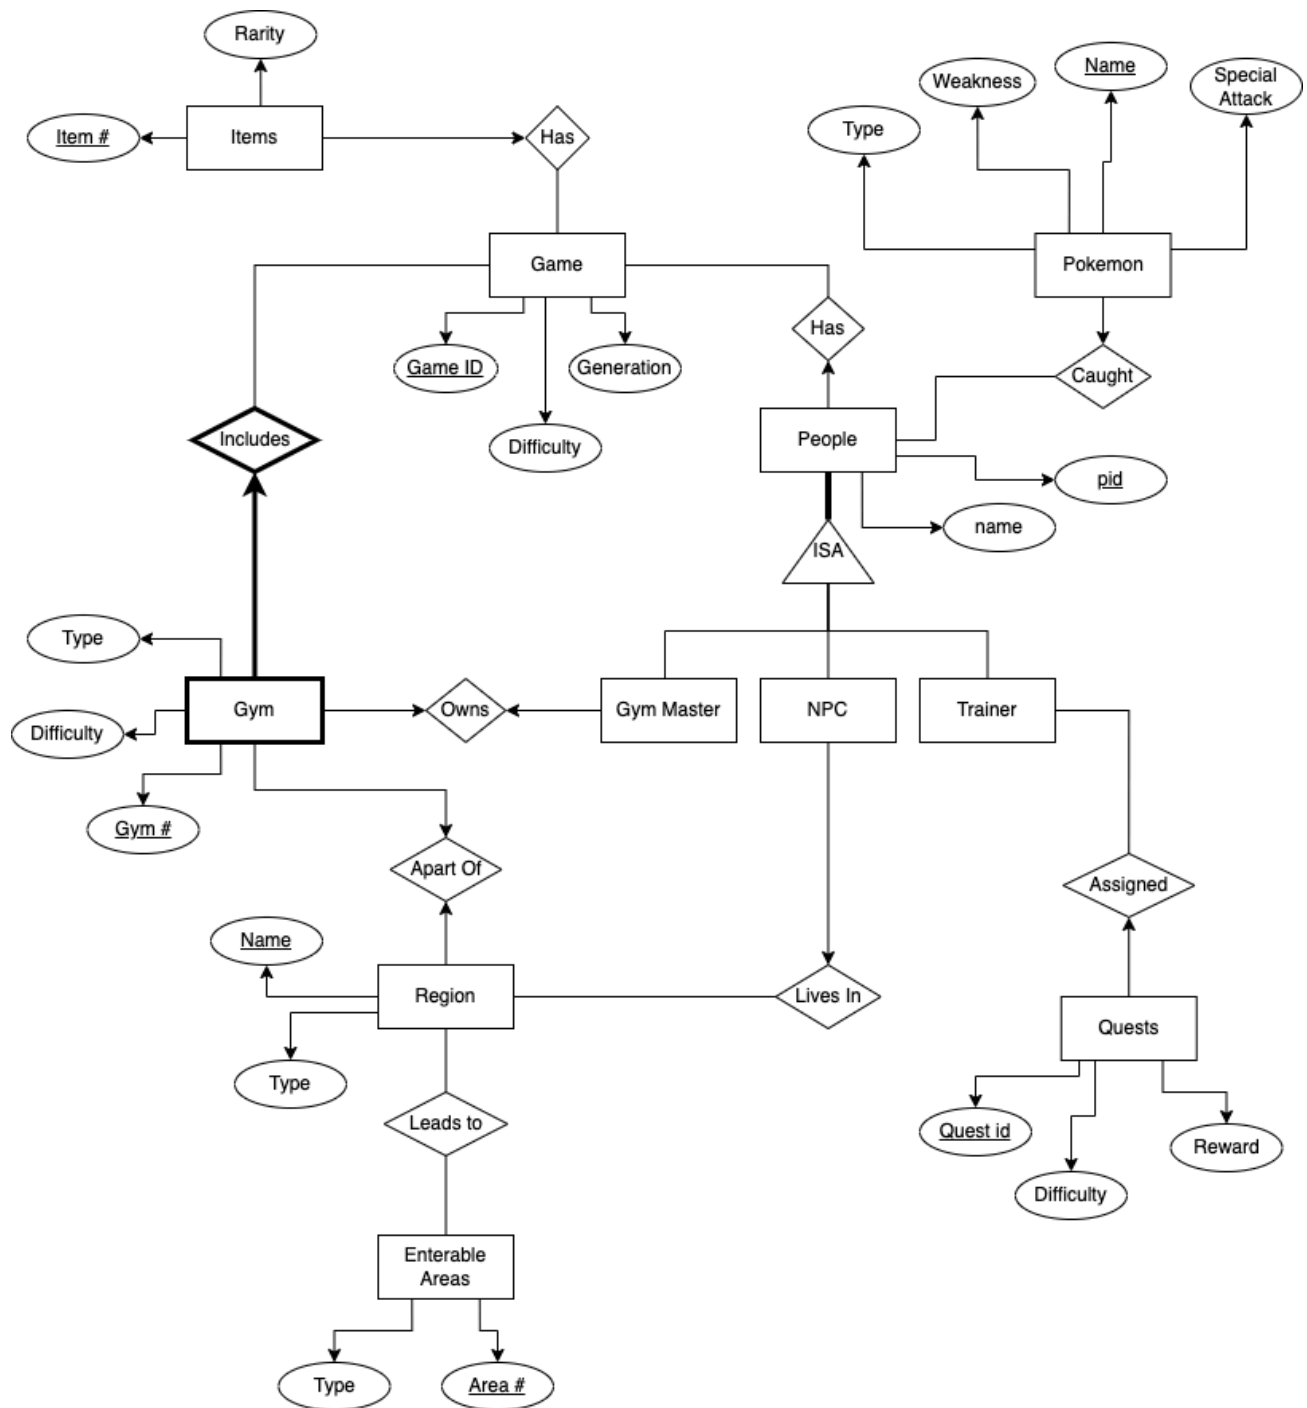 Rarity
Name
Special
Attack
Weakness
Type
Item #
Items
Has
Game
Pokemon
Has
Game ID
Generation
Caught
Includes
Difficulty
People
pid
name
ISA
Type
Gym
Owns
Gym Master
NPC
Trainer
Difficulty
Gym #
Apart Of
Assigned
Name
Region
Lives In
Quests
Type
Leads to
Quest id
Reward
Difficulty
Enterable
Areas
Type
Area #